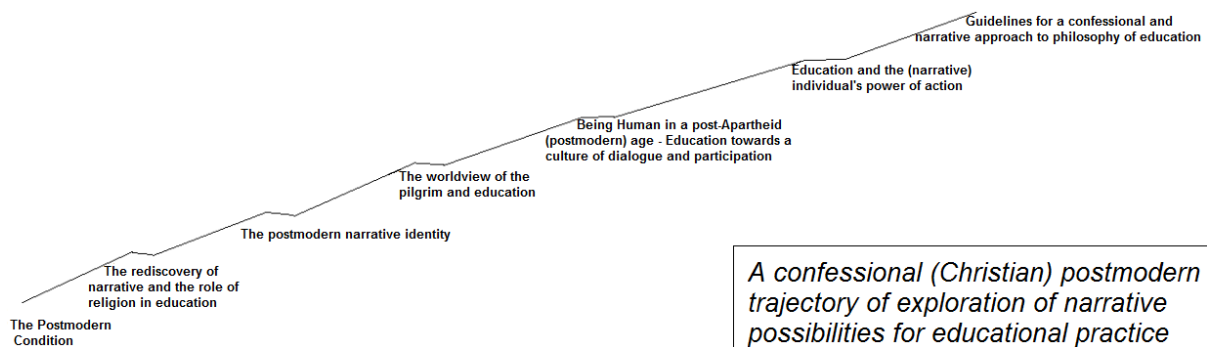 Guidelines for a confessional and
narrative approach to philosophy of education
Education and the (narrative)
individual's power of action
Being Human in a post-Apartheid
(postmodern) age - Education towards a
culture of dialogue and participation
The worldview of the
pilgrim and education
The postmodern narrative identity
The rediscovery of
narrative and the role of
religion in education
The Postmodern
Condition
A confessional (Christian) postmodern
trajectory of exploration of narrative
possibilities for educational practice